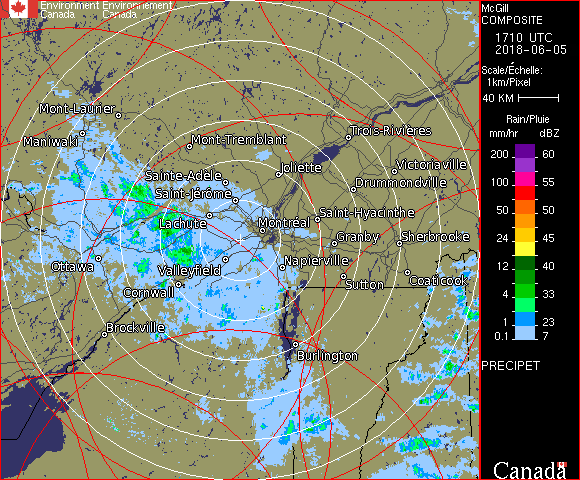 Environment Environnement
Canada Canada
Mont-Laurier
Maniwaki
Mont-Tremblant
Trois-Rivières
Joliette
Victoriaville
Sainte-Adèle
Drummondville
Saint-Jérôme
Saint-Hyacinthe
Lachute
Montréal
Granby
Sherbrooke
Ottawa
Valleyfield
Napierville
Sutton
Coaticook
Cornwall
Brockville
Burlington
McGill
COMPOSITE
1710 UTC
2018-06-05
Scale/Échelle:
1km/Pixel
40 KM
Rain/Pluie
mm/hr dBZ
200 60
100 55
50 50
24 45
12 40
4 33
1 23
0.1 7
PRECIPET
Canada